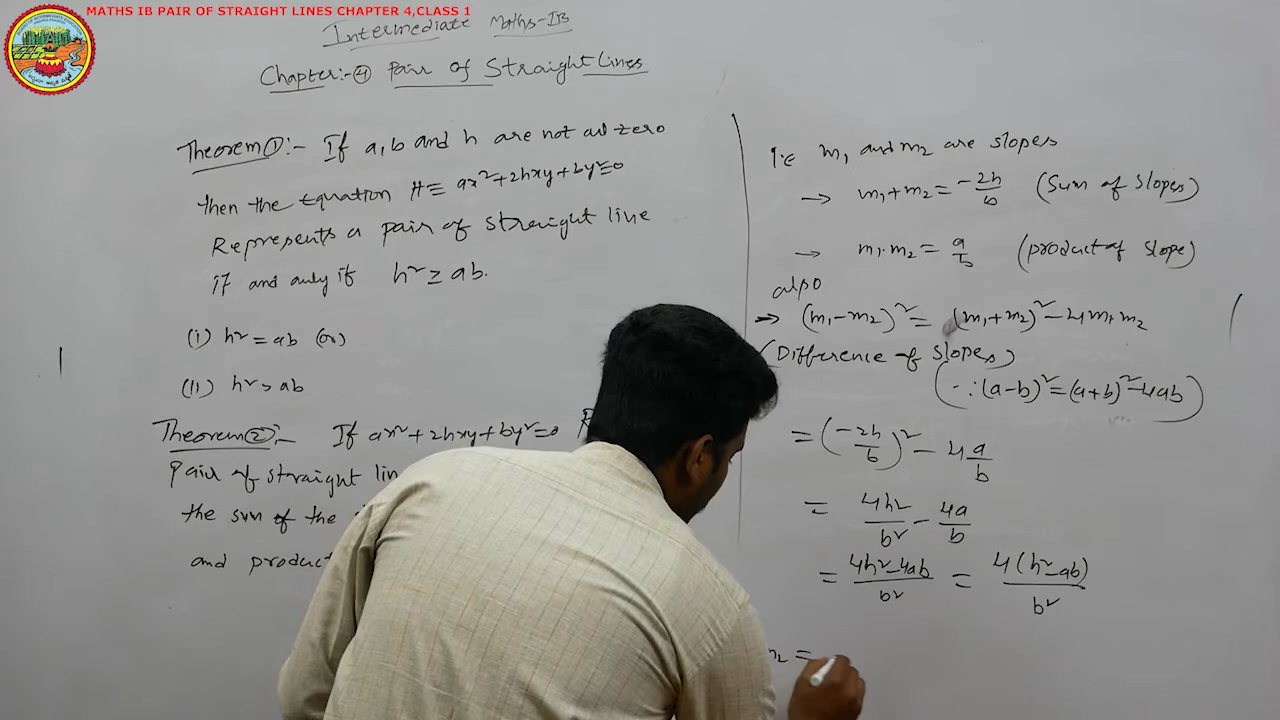 MATHS IB PAIR OF STRAIGHT LINES CHAPTER 4,CLASS 1
Intermediate Maths-IB
Chapter:-④ Pair of Straight Lines
Theorem①:- If a,b and h are not all zero
then the Equation H≡ ax²+2hxy+by²=0
Represents a pair of straight line
if and only if h² ≥ ab.
(i) h² = ab (or)
(ii) h² > ab
Theorem②:- If ax²+2hxy+by²=0
pair of straight lin
the sum of the
and product
i.e m₁ and m₂ are slopes
→ m₁+m₂ = -2h/b (Sum of slopes)
→ m₁.m₂ = a/b (product of slope)
also
→ (m₁-m₂)² = (m₁+m₂)²-4m₁m₂
(Difference of slopes)
(∵(a-b)²=(a+b)²-4ab)
= (-2h/b)² - 4a/b
= 4h²/b² - 4a/b
= 4h²-4ab/b² = 4(h²-ab)/b²
m₂ =